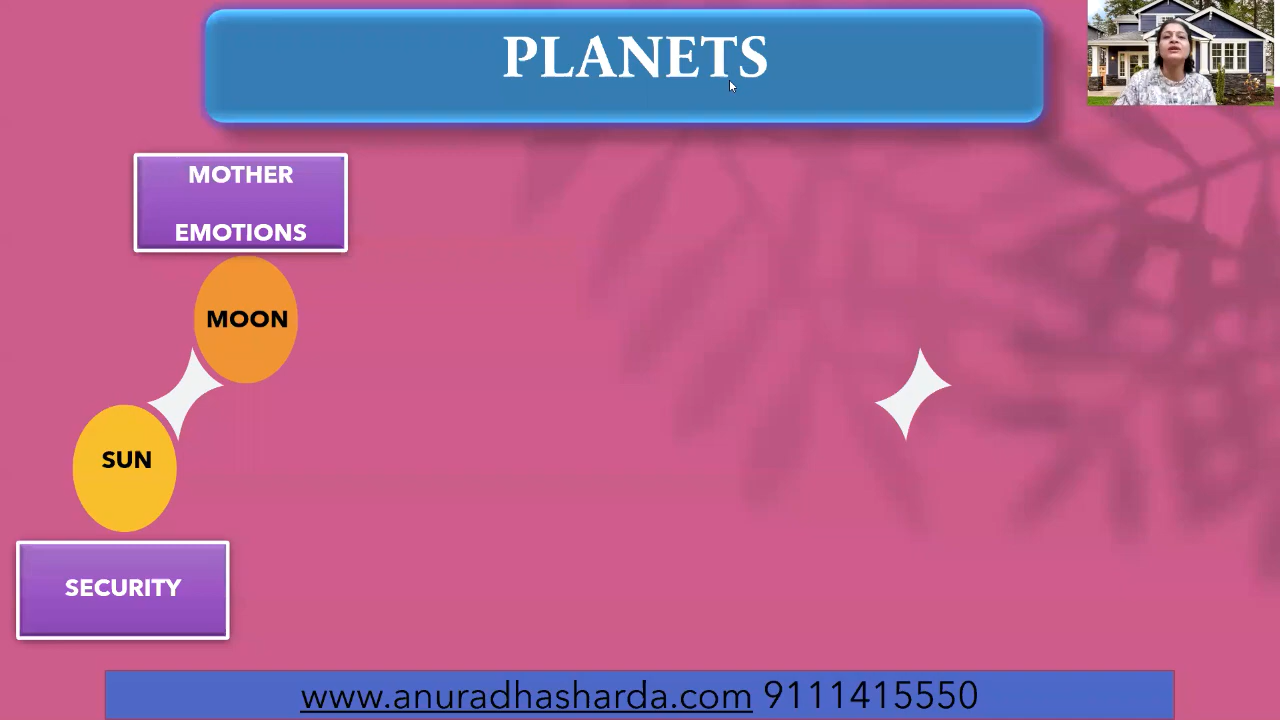 PLANETS
MOTHER
EMOTIONS
MOON
SUN
SECURITY
www.anuradhasharda.com 9111415550